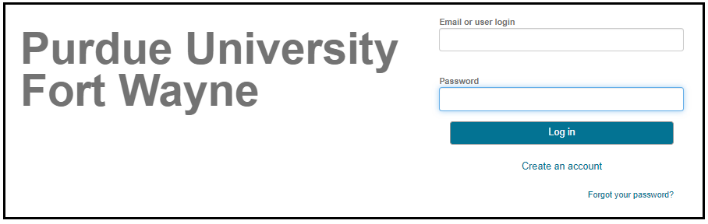 Purdue University
Fort Wayne
Email or user login
Password
Log in
Create an account
Forgot your password?